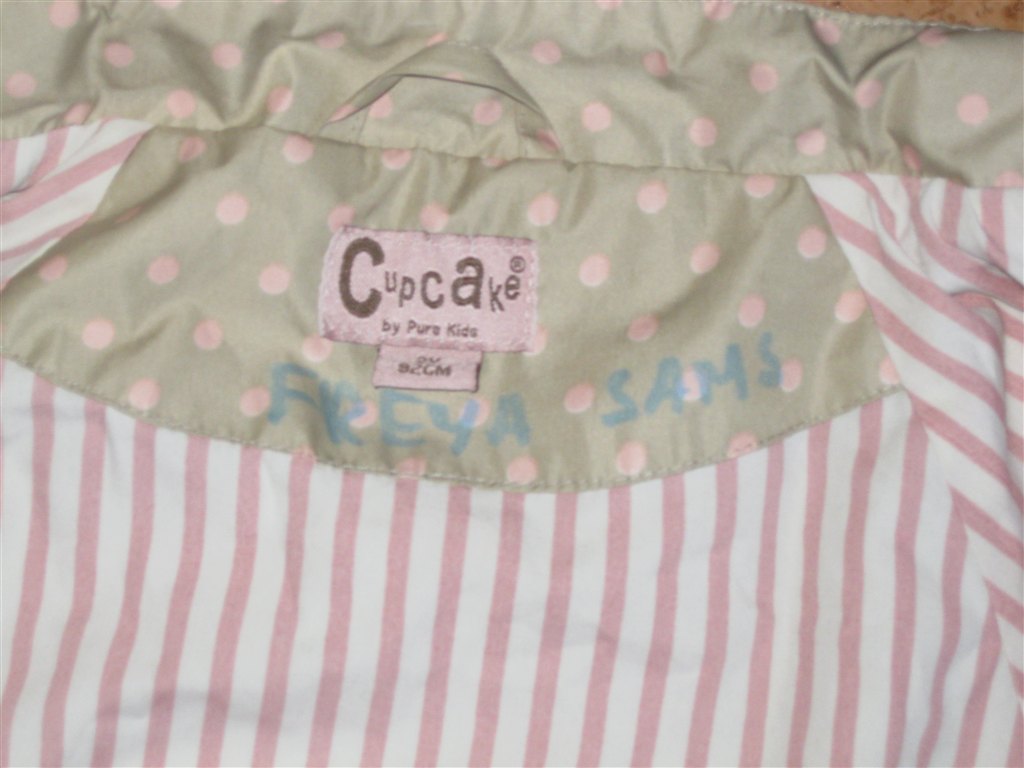 Cupcake®
by Pure Kids
92CM
FREYA SAMS